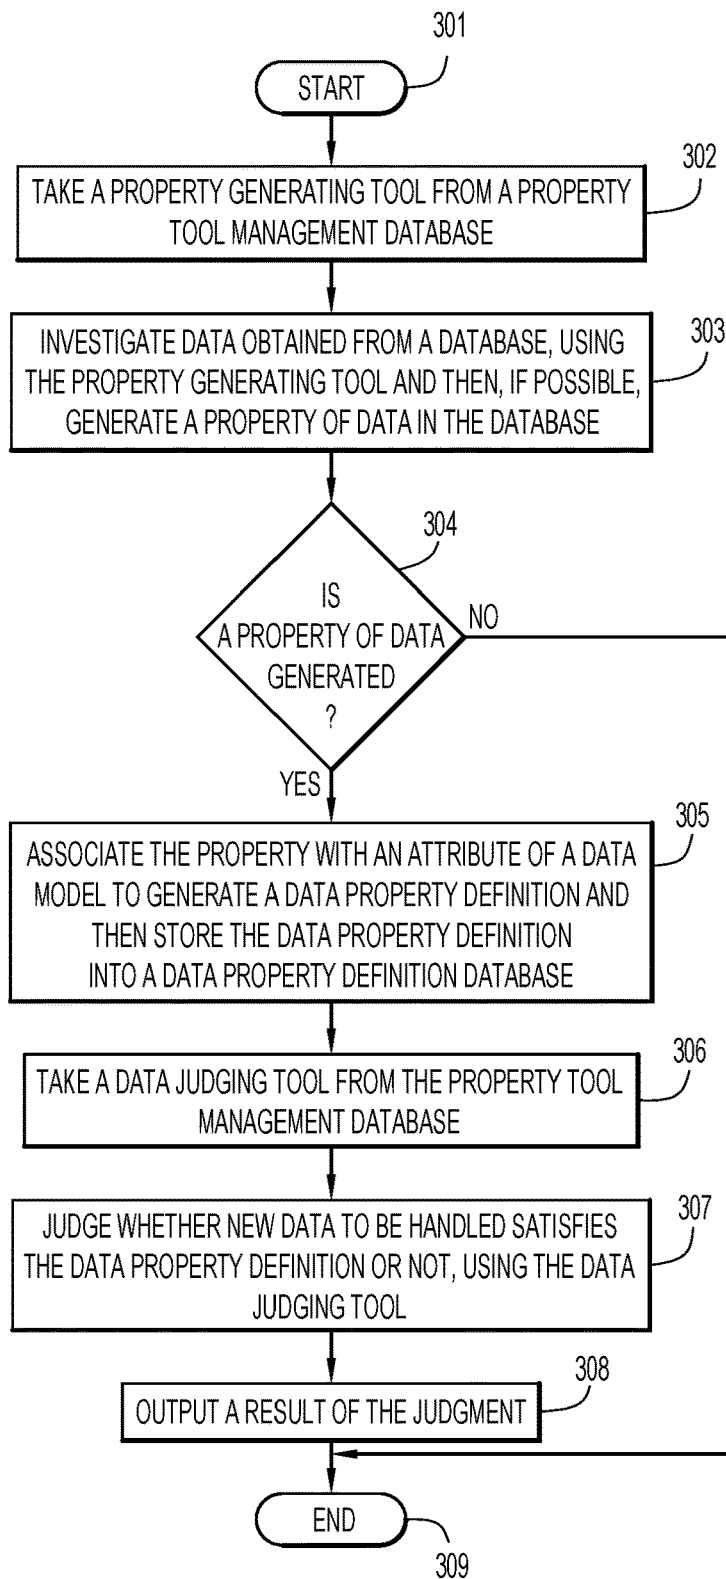 301
START
302
TAKE A PROPERTY GENERATING TOOL FROM A PROPERTY
TOOL MANAGEMENT DATABASE
303
INVESTIGATE DATA OBTAINED FROM A DATABASE, USING
THE PROPERTY GENERATING TOOL AND THEN, IF POSSIBLE,
GENERATE A PROPERTY OF DATA IN THE DATABASE
304
IS
A PROPERTY OF DATA
GENERATED
?
NO
YES
305
ASSOCIATE THE PROPERTY WITH AN ATTRIBUTE OF A DATA
MODEL TO GENERATE A DATA PROPERTY DEFINITION AND
THEN STORE THE DATA PROPERTY DEFINITION
INTO A DATA PROPERTY DEFINITION DATABASE
306
TAKE A DATA JUDGING TOOL FROM THE PROPERTY TOOL
MANAGEMENT DATABASE
307
JUDGE WHETHER NEW DATA TO BE HANDLED SATISFIES
THE DATA PROPERTY DEFINITION OR NOT, USING THE DATA
JUDGING TOOL
308
OUTPUT A RESULT OF THE JUDGMENT
END
309